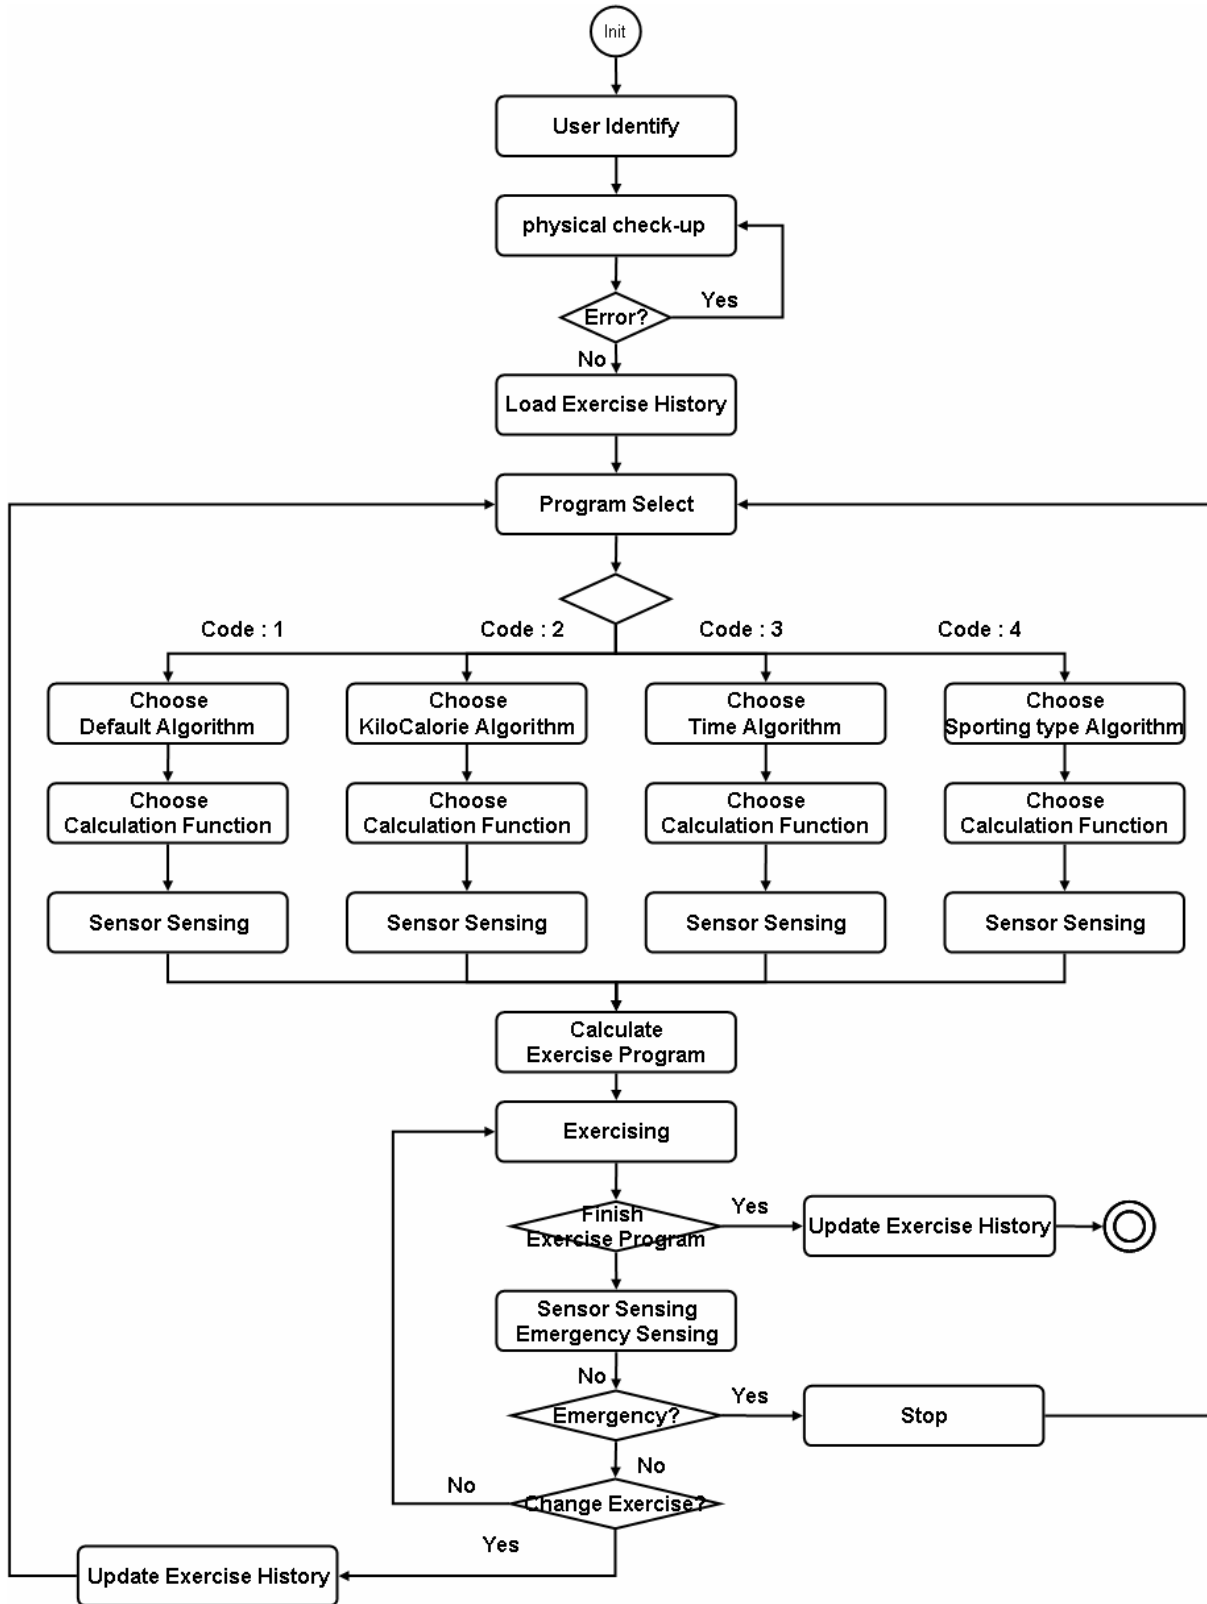 Init
User Identify
physical check-up
Yes
Error?
No
Load Exercise History
Program Select
Code : 1
Code : 2
Code : 3
Code : 4
Choose
Default Algorithm
Choose
KiloCalorie Algorithm
Choose
Time Algorithm
Choose
Sporting type Algorithm
Choose
Calculation Function
Choose
Calculation Function
Choose
Calculation Function
Choose
Calculation Function
Sensor Sensing
Sensor Sensing
Sensor Sensing
Sensor Sensing
Calculate
Exercise Program
Exercising
Finish
Exercise Program
Yes
Update Exercise History
Sensor Sensing
Emergency Sensing
No
Emergency?
Yes
Stop
No
No
Change Exercise?
Yes
Update Exercise History